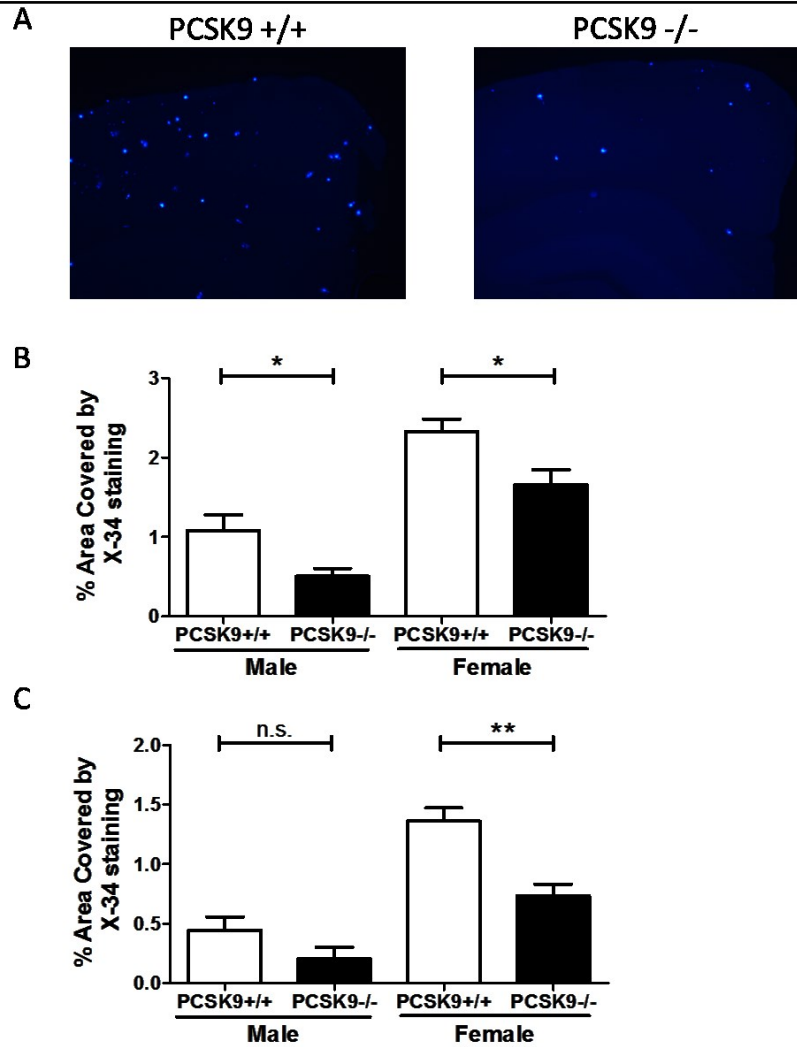 A
PCSK9 +/+
PCSK9 -/-
B
% Area Covered by
X-34 staining
3
2
1
0
*
*
PCSK9+/+ PCSK9-/- PCSK9+/+ PCSK9-/-
Male Female
C
% Area Covered by
X-34 staining
2.0
1.5
1.0
0.5
0.0
n.s.
**
PCSK9+/+ PCSK9-/- PCSK9+/+ PCSK9-/-
Male Female